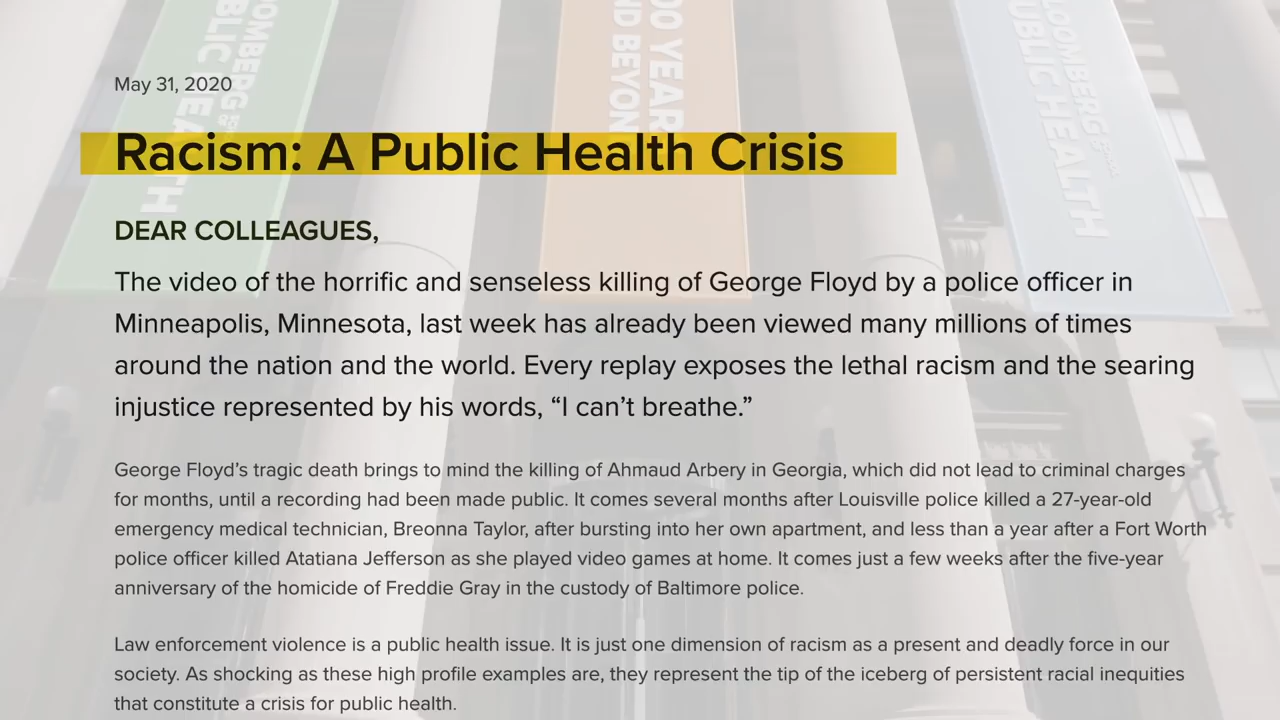 May 31, 2020
Racism: A Public Health Crisis
DEAR COLLEAGUES,
The video of the horrific and senseless killing of George Floyd by a police officer in
Minneapolis, Minnesota, last week has already been viewed many millions of times
around the nation and the world. Every replay exposes the lethal racism and the searing
injustice represented by his words, “I can’t breathe.”
George Floyd’s tragic death brings to mind the killing of Ahmaud Arbery in Georgia, which did not lead to criminal charges
for months, until a recording had been made public. It comes several months after Louisville police killed a 27-year-old
emergency medical technician, Breonna Taylor, after bursting into her own apartment, and less than a year after a Fort Worth
police officer killed Atatiana Jefferson as she played video games at home. It comes just a few weeks after the five-year
anniversary of the homicide of Freddie Gray in the custody of Baltimore police.
Law enforcement violence is a public health issue. It is just one dimension of racism as a present and deadly force in our
society. As shocking as these high profile examples are, they represent the tip of the iceberg of persistent racial inequities
that constitute a crisis for public health.
OOMBERG
BLIC HEALTH
00 YEAR
ND BEYON
LOOMBERG
UBLIC HEALTH